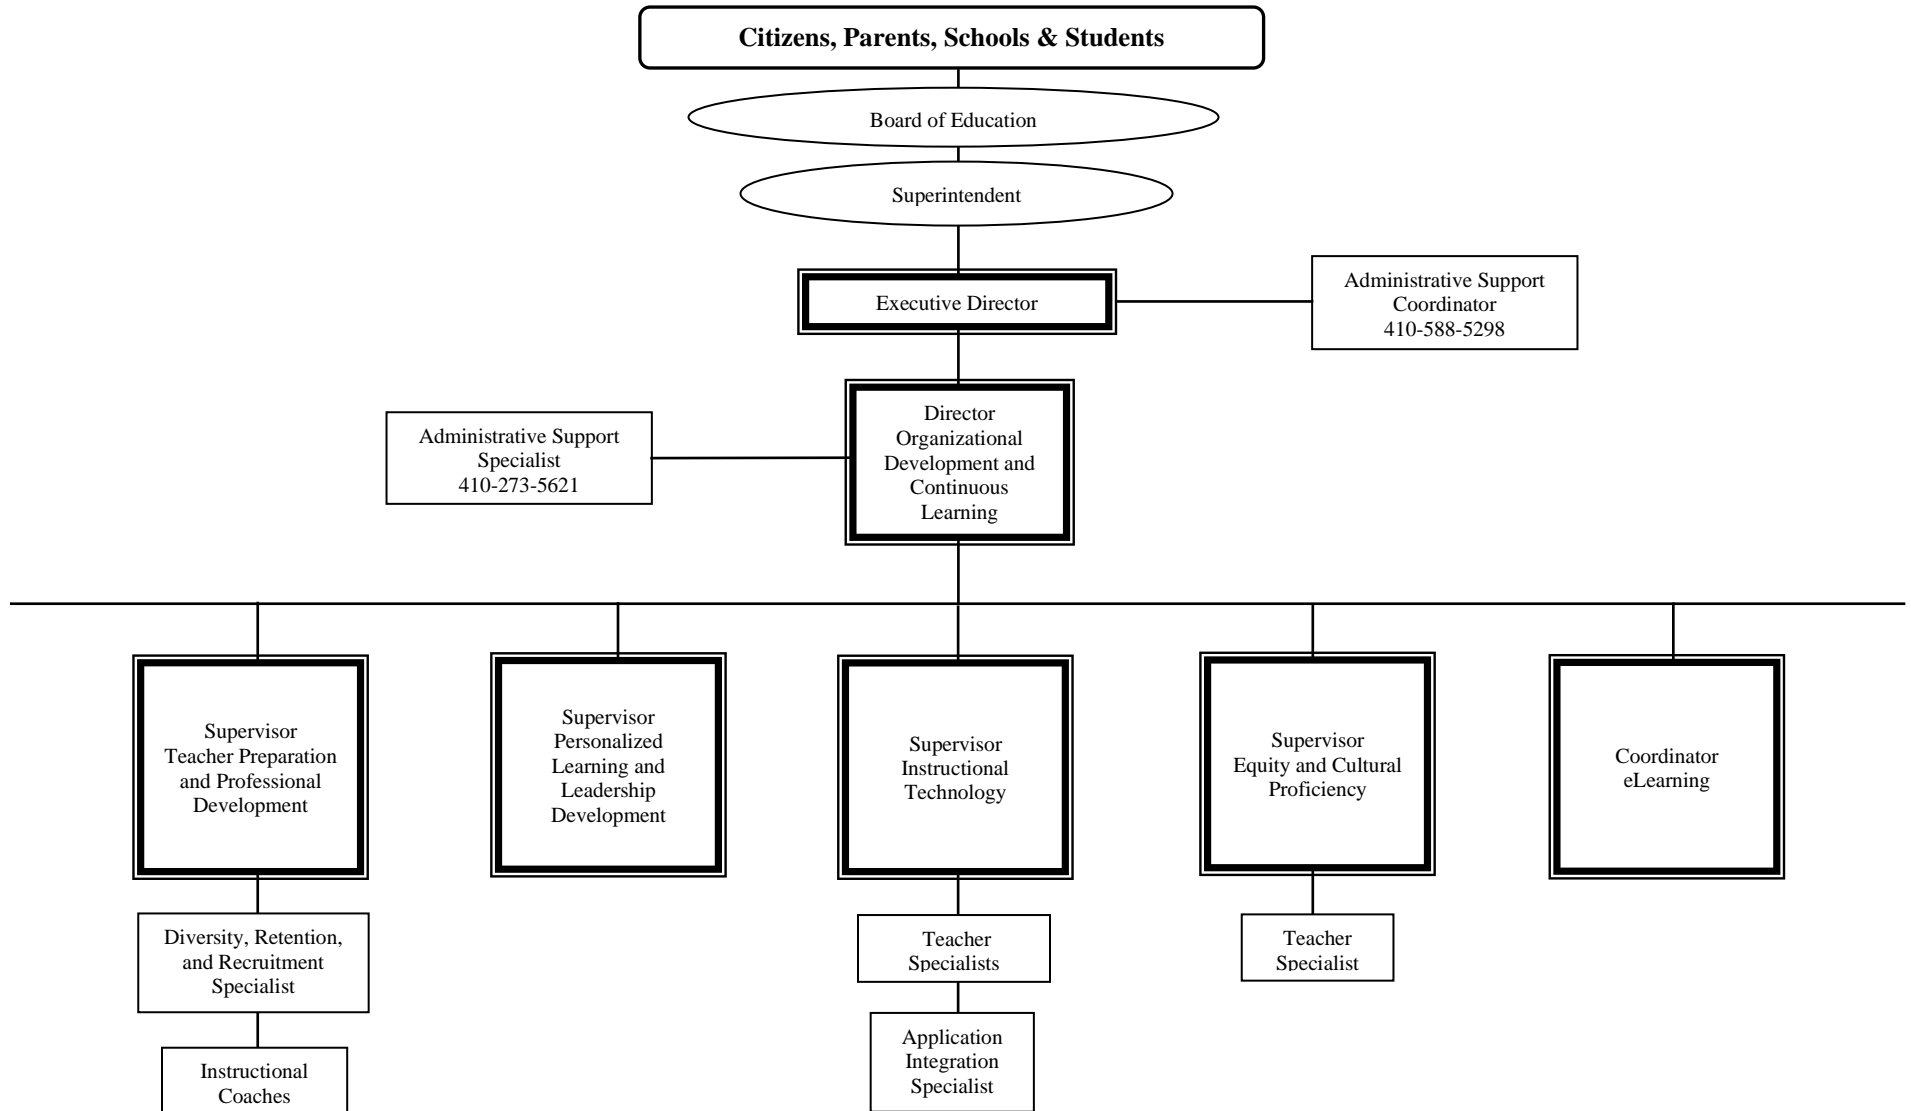 Citizens, Parents, Schools & Students
Board of Education
Superintendent
Executive Director
Administrative Support
Coordinator
410-588-5298
Director
Organizational
Development and
Continuous
Learning
Administrative Support
Specialist
410-273-5621
Supervisor
Teacher Preparation
and Professional
Development
Supervisor
Personalized
Learning and
Leadership
Development
Supervisor
Instructional
Technology
Supervisor
Equity and Cultural
Proficiency
Coordinator
eLearning
Diversity, Retention,
and Recruitment
Specialist
Teacher
Specialists
Teacher
Specialist
Instructional
Coaches
Application
Integration
Specialist